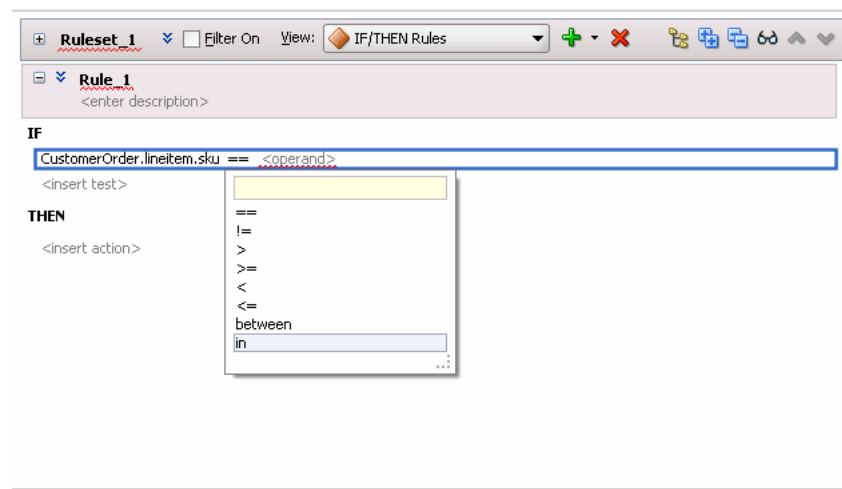 Ruleset_1 Filter On View: IF/THEN Rules
Rule_1
<enter description>
IF
CustomerOrder.lineitem.sku == <operand>
<insert test>
==
!=
>
>=
<
<=
between
in
THEN
<insert action>